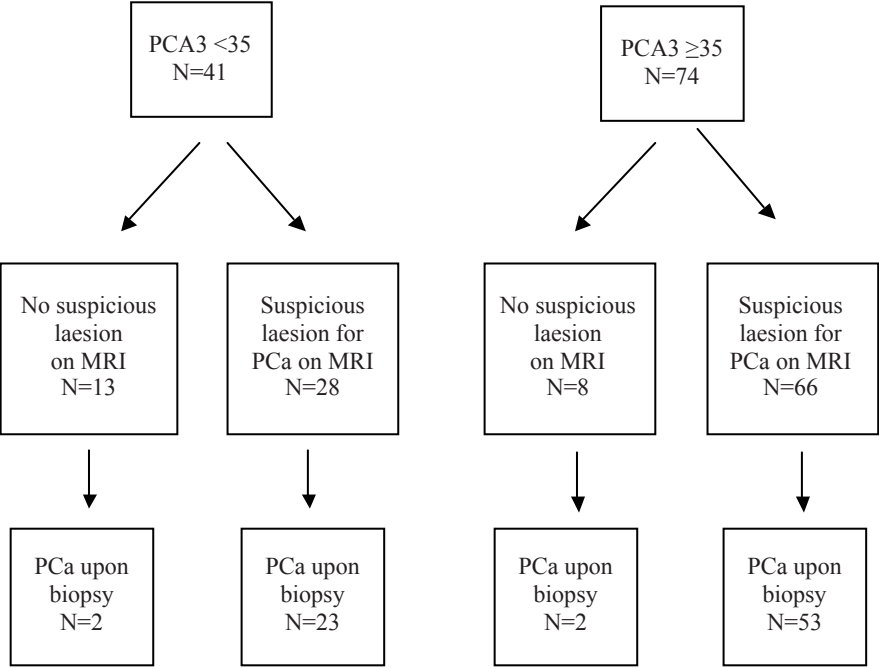 PCA3 <35
N=41
PCA3 ≥35
N=74
No suspicious
laesion
on MRI
N=13
Suspicious
laesion for
PCa on MRI
N=28
No suspicious
laesion
on MRI
N=8
Suspicious
laesion for
PCa on MRI
N=66
PCa upon
biopsy
N=2
PCa upon
biopsy
N=23
PCa upon
biopsy
N=2
PCa upon
biopsy
N=53